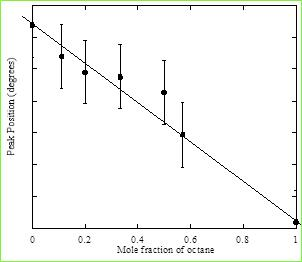 Peak Position (degrees)
0 0.2 0.4 0.6 0.8 1
Mole fraction of octane